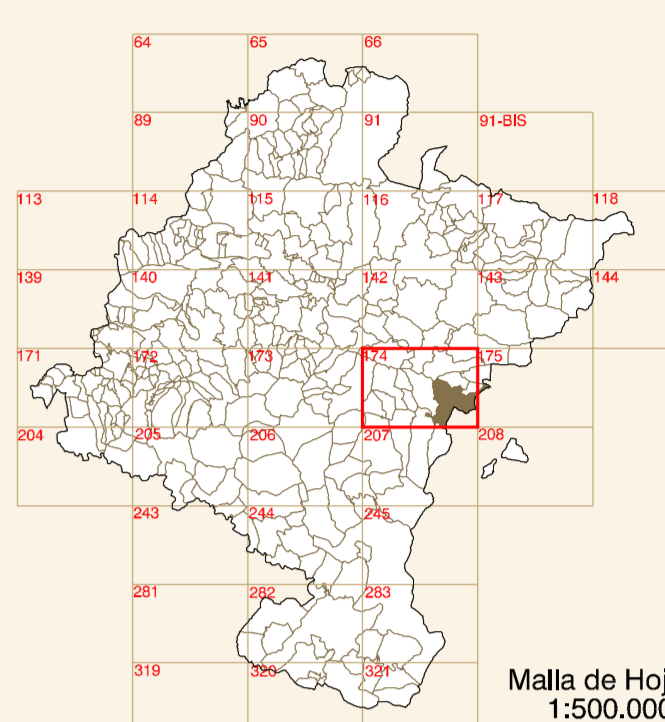 64 65 66
89 90 91 91-BIS
113 114 115 116 117 118
139 140 141 142 143 144
171 172 173 174 175
204 205 206 207 208
243 244 245
281 282 283
319 320 321
Malla de Hoj
1:500.000